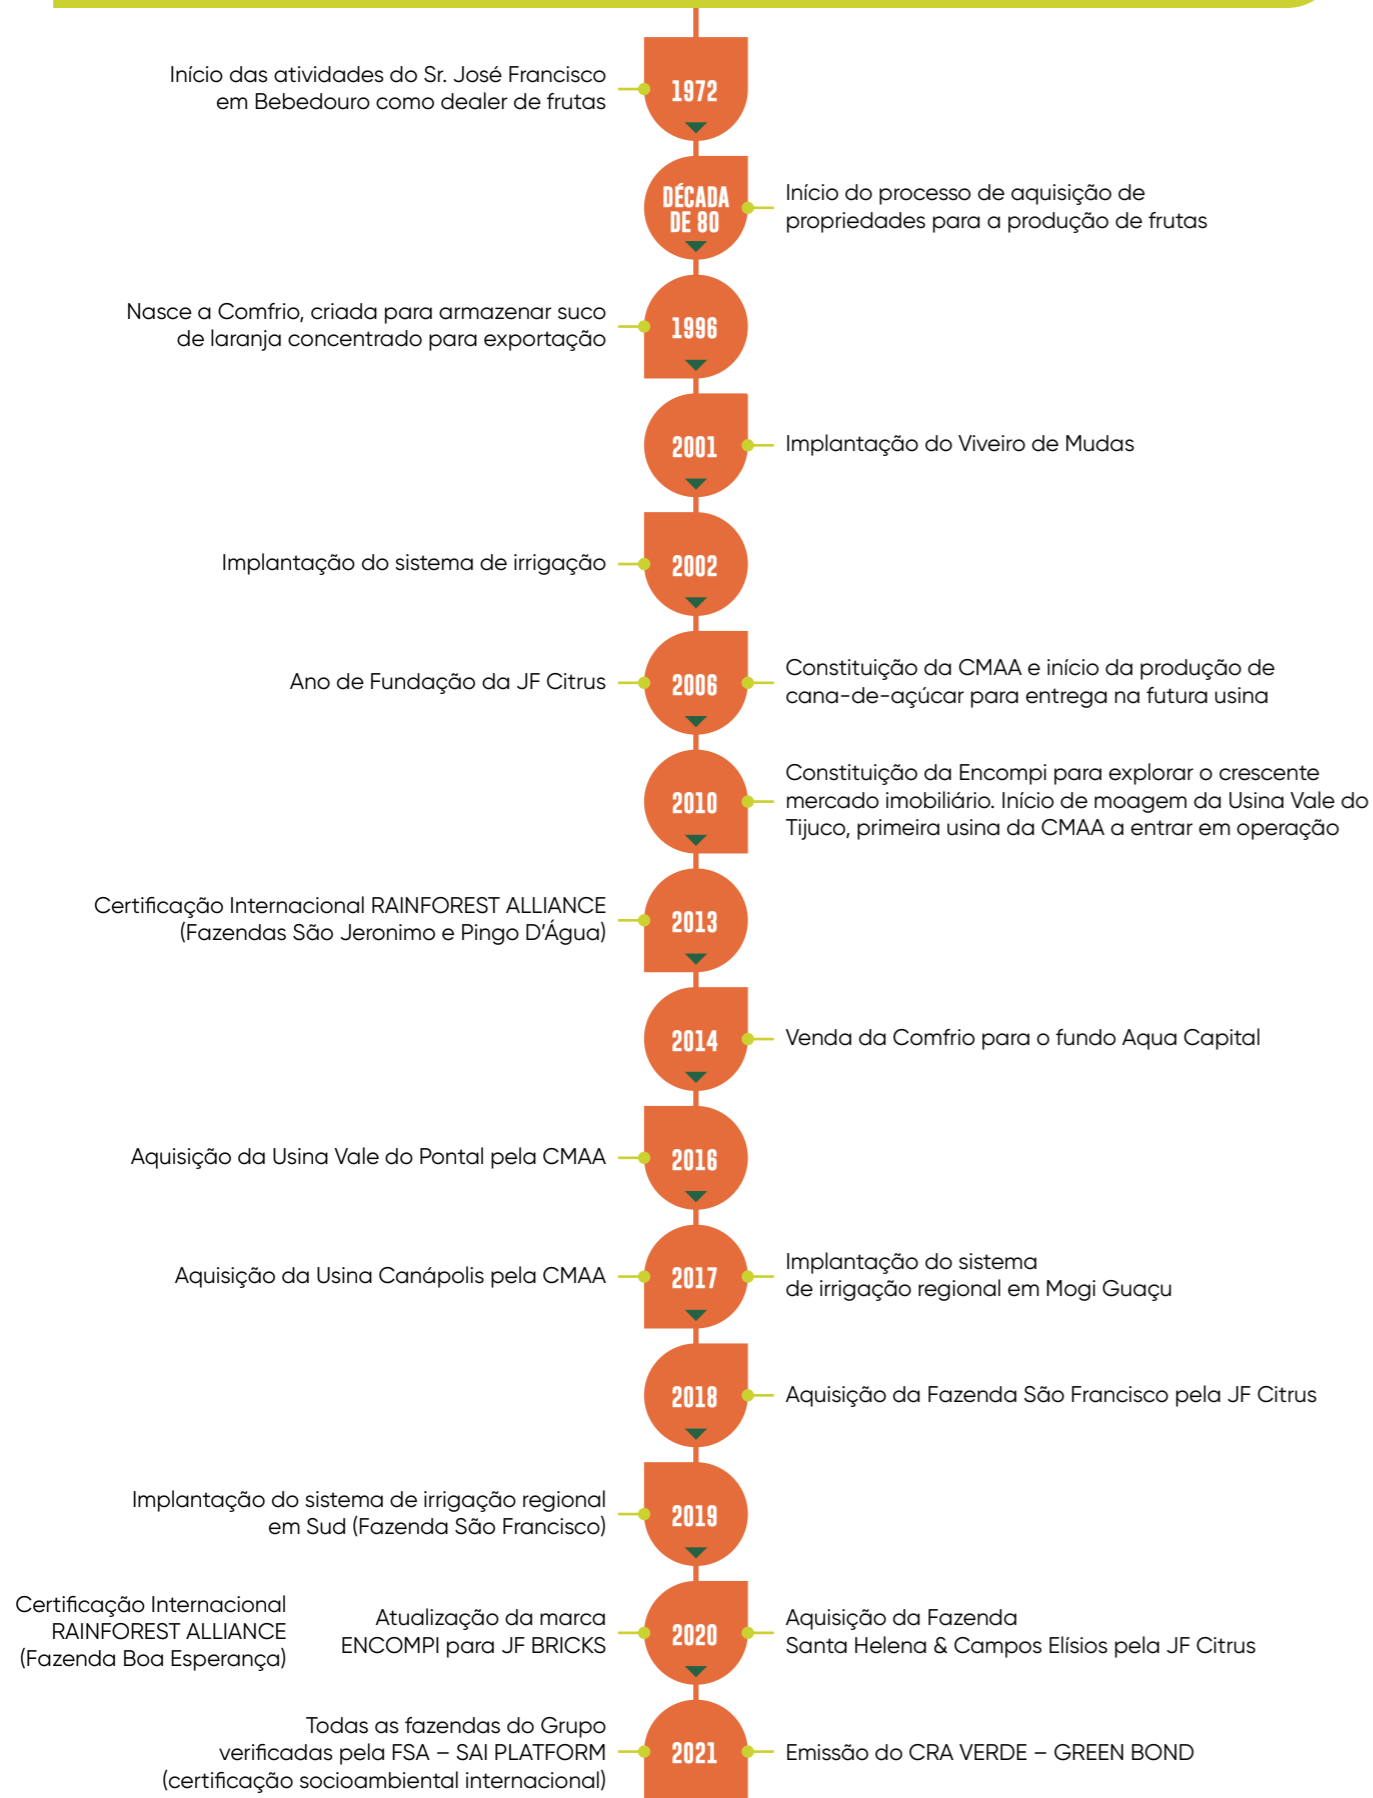 Início das atividades do Sr. José Francisco
em Bebedouro como dealer de frutas
1972
DÉCADA
DE 80
Início do processo de aquisição de
propriedades para a produção de frutas
Nasce a Comfrio, criada para armazenar suco
de laranja concentrado para exportação
1996
2001
Implantação do Viveiro de Mudas
Implantação do sistema de irrigação
2002
Ano de Fundação da JF Citrus
2006
Constituição da CMAA e início da produção de
cana-de-açúcar para entrega na futura usina
2010
Constituição da Encompi para explorar o crescente
mercado imobiliário. Início de moagem da Usina Vale do
Tijuco, primeira usina da CMAA a entrar em operação
Certificação Internacional RAINFOREST ALLIANCE
(Fazendas São Jeronimo e Pingo D’Água)
2013
2014
Venda da Comfrio para o fundo Aqua Capital
Aquisição da Usina Vale do Pontal pela CMAA
2016
Aquisição da Usina Canápolis pela CMAA
2017
Implantação do sistema
de irrigação regional em Mogi Guaçu
2018
Aquisição da Fazenda São Francisco pela JF Citrus
Implantação do sistema de irrigação regional
em Sud (Fazenda São Francisco)
2019
Certificação Internacional
RAINFOREST ALLIANCE
(Fazenda Boa Esperança)
Atualização da marca
ENCOMPI para JF BRICKS
2020
Aquisição da Fazenda
Santa Helena & Campos Elísios pela JF Citrus
Todas as fazendas do Grupo
verificadas pela FSA – SAI PLATFORM
(certificação socioambiental internacional)
2021
Emissão do CRA VERDE – GREEN BOND